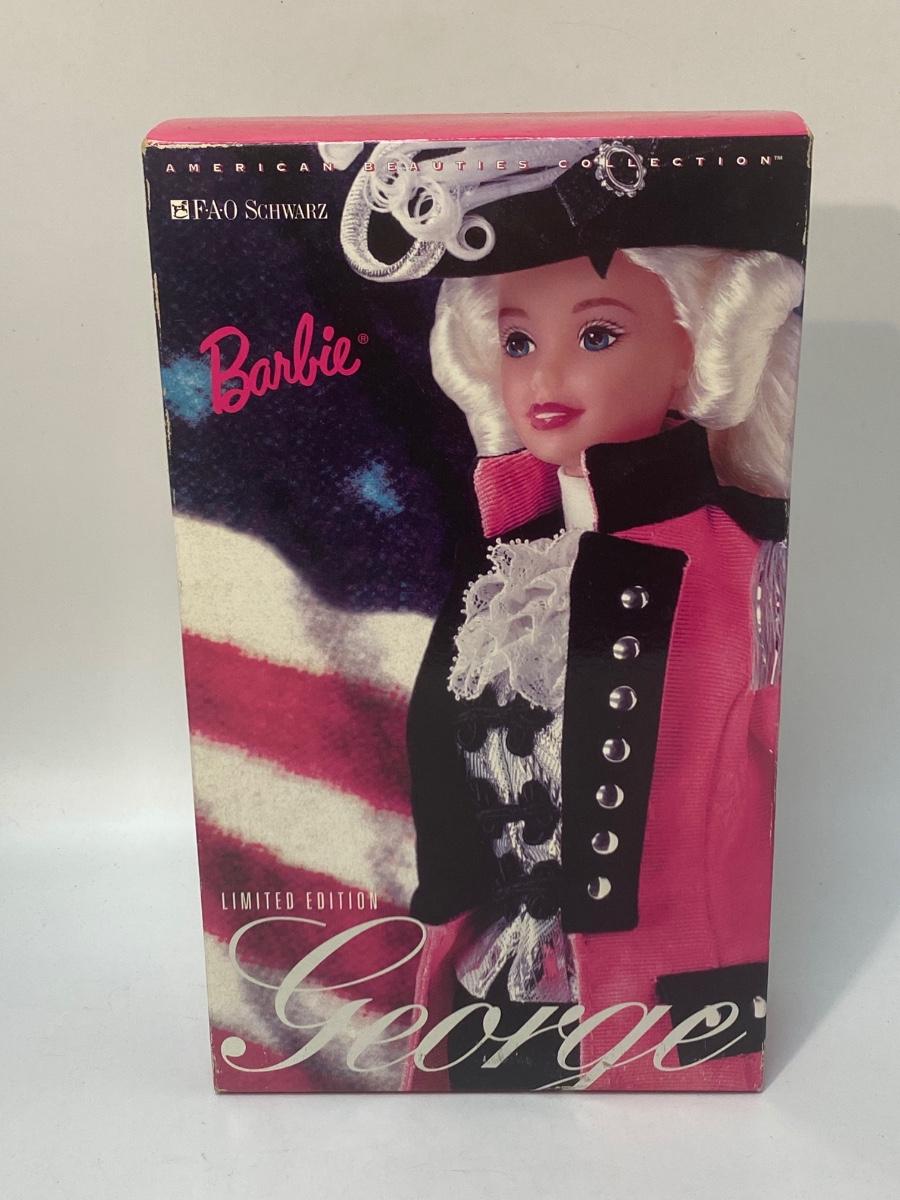 AMERICAN BEAUTIES COLLECTION™
F·A·O SCHWARZ
Barbie®
LIMITED EDITION
George